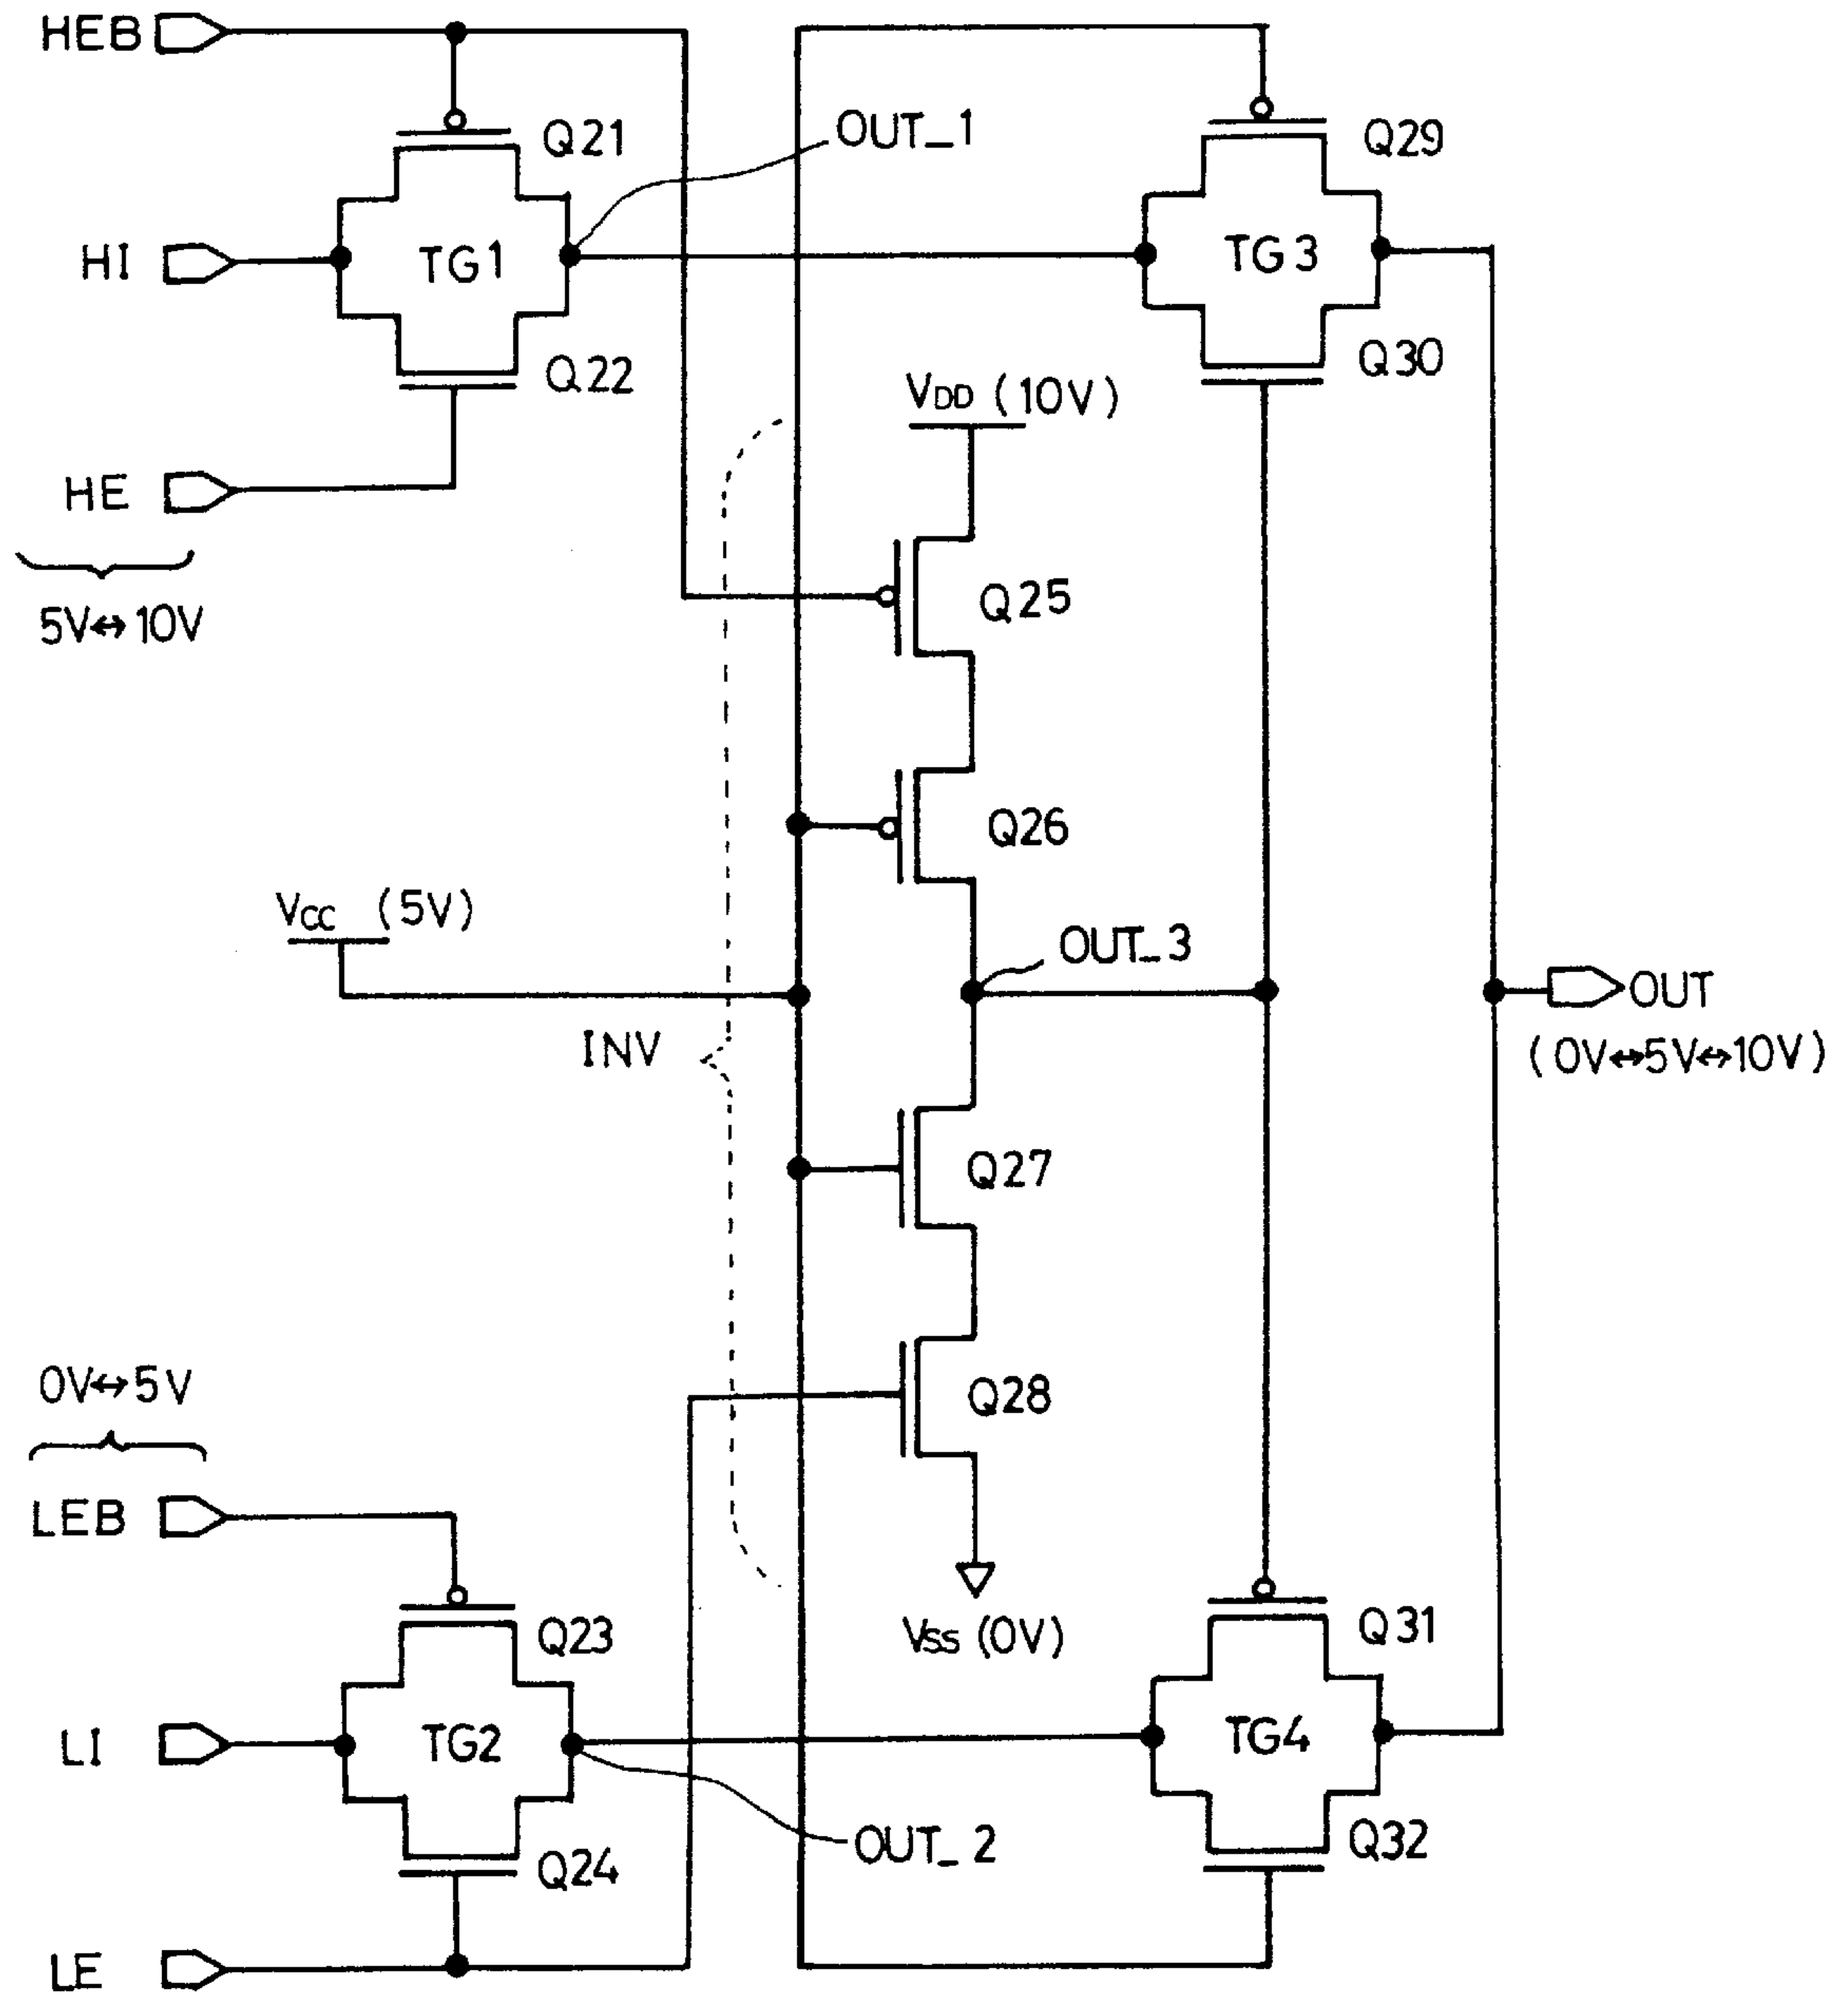 HEB
Q21
OUT_1
Q29
HI
TG1
TG3
Q22
Q30
VDD (10V)
HE
5V↔10V
Q25
Q26
VCC (5V)
OUT_3
OUT
INV
(0V↔5V↔10V)
Q27
0V↔5V
Q28
LEB
Q23
VSS (0V)
Q31
LI
TG2
TG4
OUT_2
Q32
Q24
LE